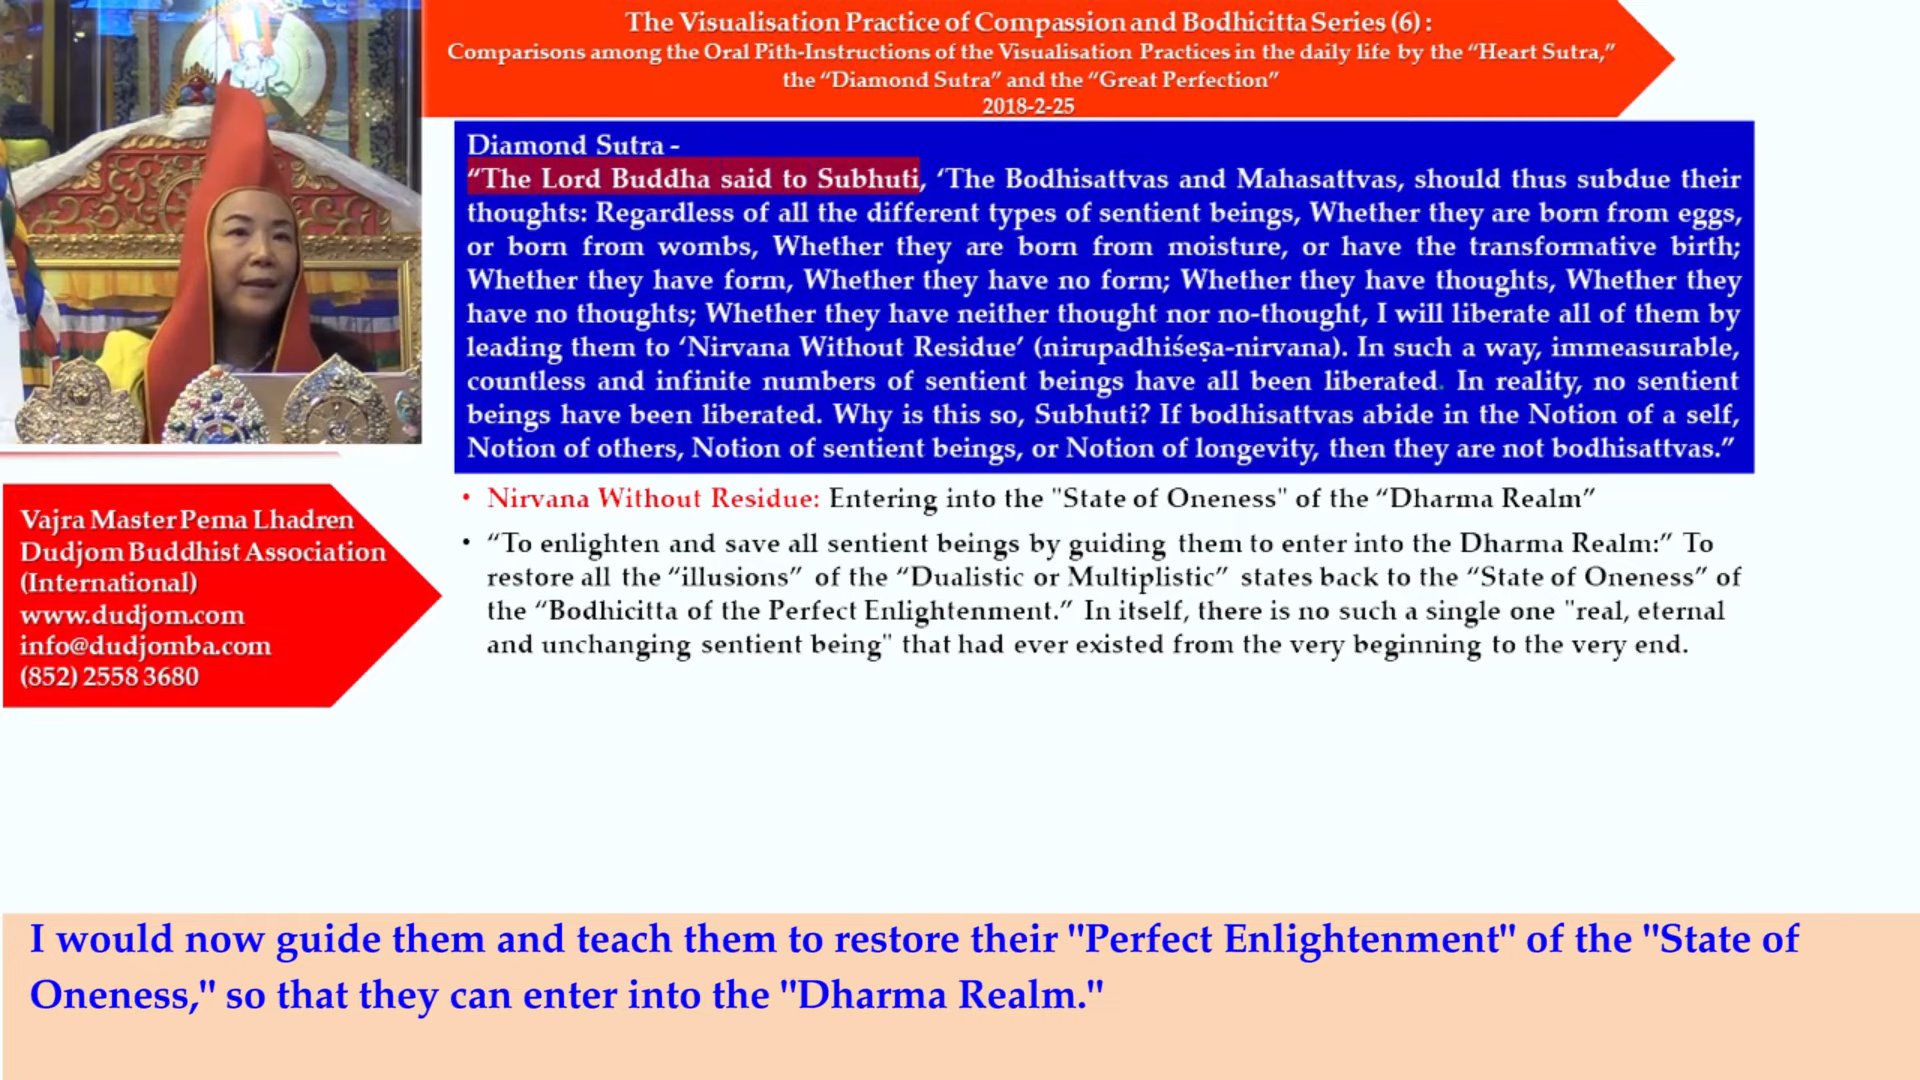 The Visualisation Practice of Compassion and Bodhicitta Series (6) :
Comparisons among the Oral Pith-Instructions of the Visualisation Practices in the daily life by the “Heart Sutra,”
the “Diamond Sutra” and the “Great Perfection”
2018-2-25
Diamond Sutra -
“The Lord Buddha said to Subhuti, ‘The Bodhisattvas and Mahasattvas, should thus subdue their
thoughts: Regardless of all the different types of sentient beings, Whether they are born from eggs,
or born from wombs, Whether they are born from moisture, or have the transformative birth;
Whether they have form, Whether they have no form; Whether they have thoughts, Whether they
have no thoughts; Whether they have neither thought nor no-thought, I will liberate all of them by
leading them to ‘Nirvana Without Residue’ (nirupadhiśeṣa-nirvana). In such a way, immeasurable,
countless and infinite numbers of sentient beings have all been liberated. In reality, no sentient
beings have been liberated. Why is this so, Subhuti? If bodhisattvas abide in the Notion of a self,
Notion of others, Notion of sentient beings, or Notion of longevity, then they are not bodhisattvas.”
• Nirvana Without Residue: Entering into the "State of Oneness" of the “Dharma Realm”
• “To enlighten and save all sentient beings by guiding them to enter into the Dharma Realm:” To
restore all the “illusions” of the “Dualistic or Multiplistic” states back to the “State of Oneness” of
the “Bodhicitta of the Perfect Enlightenment.” In itself, there is no such a single one "real, eternal
and unchanging sentient being" that had ever existed from the very beginning to the very end.
Vajra Master Pema Lhadren
Dudjom Buddhist Association
(International)
www.dudjom.com
info@dudjomba.com
(852) 2558 3680
I would now guide them and teach them to restore their "Perfect Enlightenment" of the "State of
Oneness," so that they can enter into the "Dharma Realm."